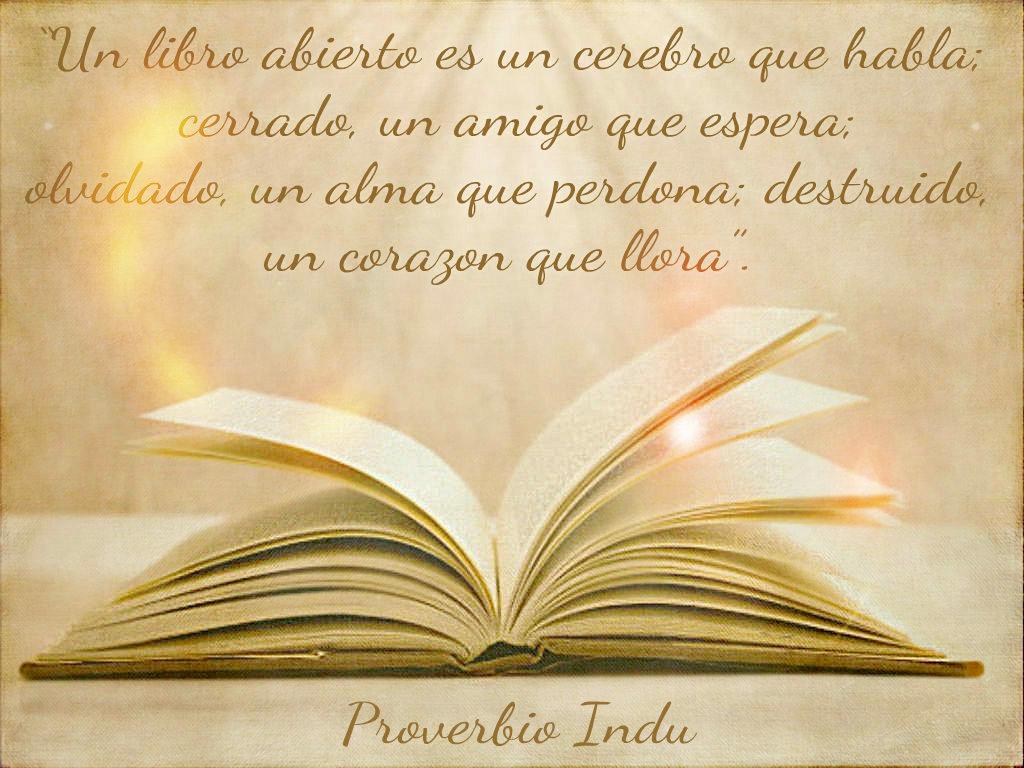 “Un libro abierto es un cerebro que habla;
cerrado, un amigo que espera;
olvidado, un alma que perdona; destruido,
un corazon que llora”.
Proverbio Indu